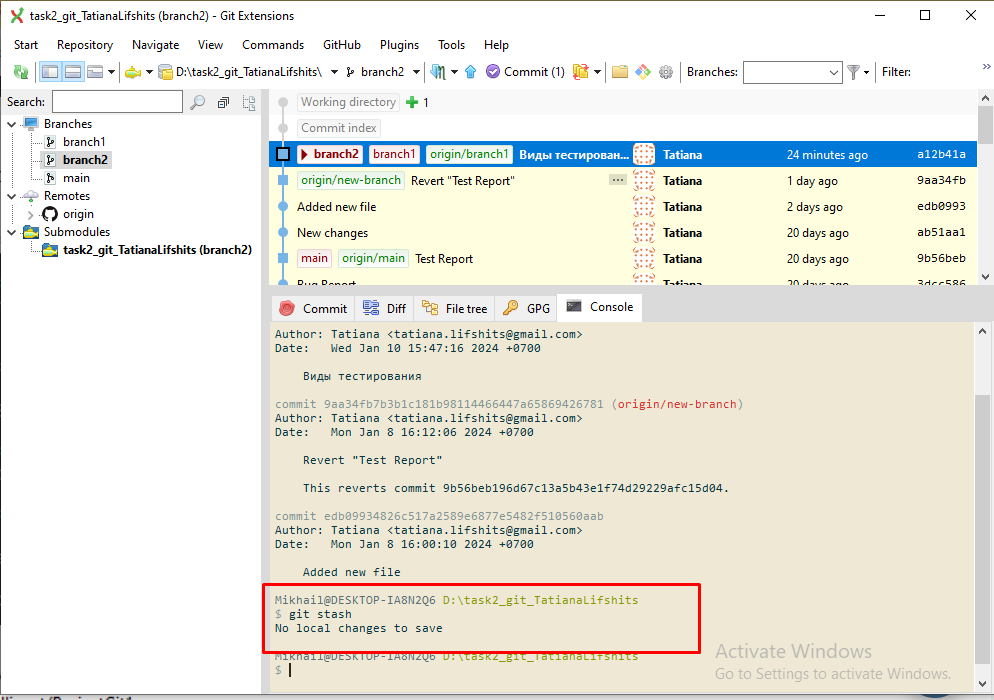 task2_git_TatianaLifshits (branch2) - Git Extensions
Start Repository Navigate View Commands GitHub Plugins Tools Help
D:\task2_git_TatianaLifshits\ branch2 Commit (1) Branches: Filter: »
Search:
Branches
branch1
branch2
main
Remotes
origin
Submodules
task2_git_TatianaLifshits (branch2)
Working directory 1
Commit index
branch2 branch1 origin/branch1 Виды тестирован... Tatiana 24 minutes ago a12b41a
origin/new-branch Revert "Test Report" ... Tatiana 1 day ago 9aa34fb
Added new file Tatiana 2 days ago edb0993
New changes Tatiana 20 days ago ab51aa1
main origin/main Test Report Tatiana 20 days ago 9b56beb
Bug Report Tatiana 20 days ago 3dcc586
Commit Diff File tree GPG Console
Author: Tatiana <tatiana.lifshits@gmail.com>
Date:   Wed Jan 10 15:47:16 2024 +0700
Виды тестирования
commit 9aa34fb7b3b1c181b98114466447a65869426781 (origin/new-branch)
Author: Tatiana <tatiana.lifshits@gmail.com>
Date:   Mon Jan 8 16:12:06 2024 +0700
Revert "Test Report"
This reverts commit 9b56beb196d67c13a5b43e1f74d29229afc15d04.
commit edb09934826c517a2589e6877e5482f510560aab
Author: Tatiana <tatiana.lifshits@gmail.com>
Date:   Mon Jan 8 16:00:10 2024 +0700
Added new file
Mikhail@DESKTOP-IA8N2Q6 D:\task2_git_TatianaLifshits
$ git stash
No local changes to save
Mikhail@DESKTOP-IA8N2Q6 D:\task2_git_TatianaLifshits
$
Activate Windows
Go to Settings to activate Windows.